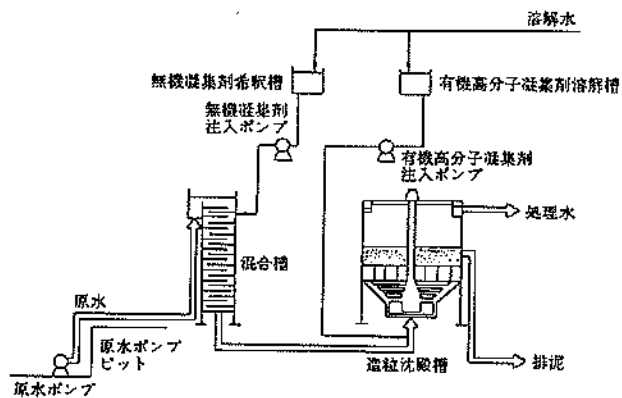 溶解水
無機凝集剤希釈槽
有機高分子凝集剤溶解槽
無機凝集剤
注入ポンプ
有機高分子凝集剤
注入ポンプ
処理水
混合槽
原水
原水ポンプ
ピット
造粒沈殿槽
排泥
原水ポンプ